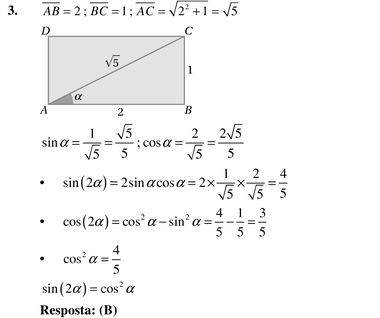 3. AB = 2 ; BC = 1 ; AC = √(2² + 1) = √5
D C
√5
1
α
A 2 B
sin α = 1/√5 = √5/5 ; cos α = 2/√5 = 2√5/5
• sin(2α) = 2 sin α cos α = 2 × 1/√5 × 2/√5 = 4/5
• cos(2α) = cos² α − sin² α = 4/5 − 1/5 = 3/5
• cos² α = 4/5
sin(2α) = cos² α
Resposta: (B)